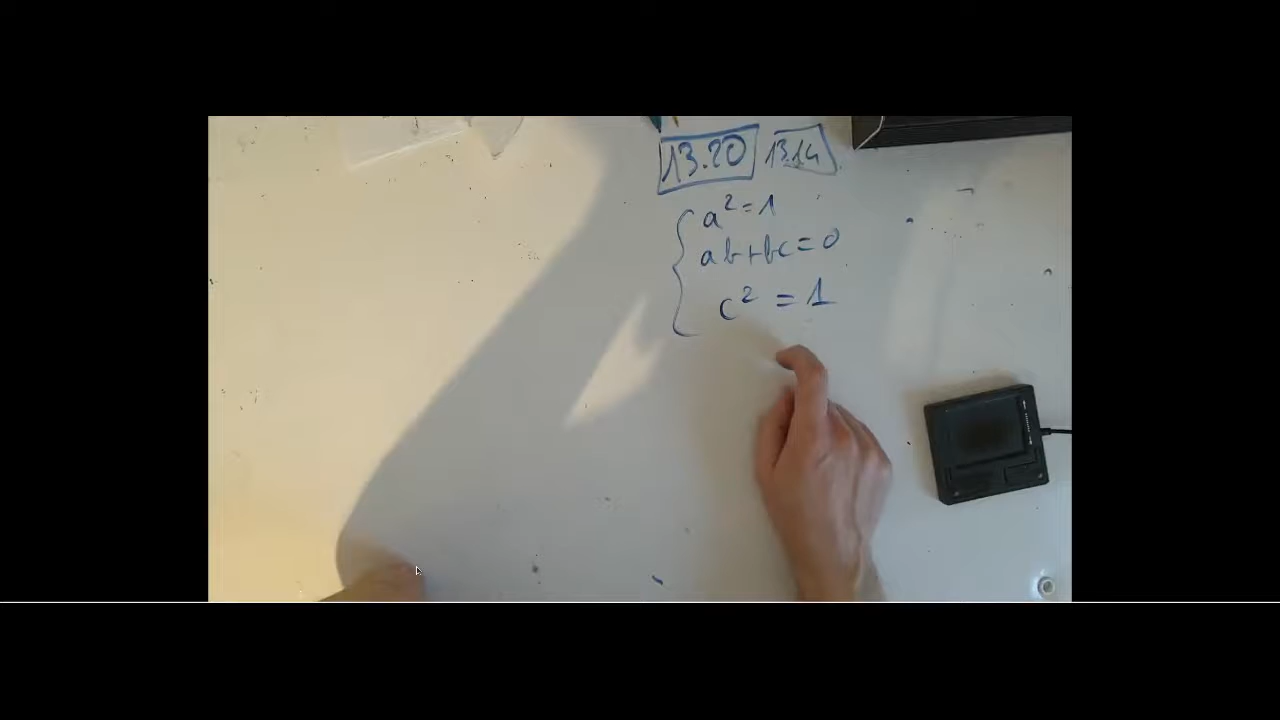 13.20 13.14
a²=1
ab+bc=0
c² = 1